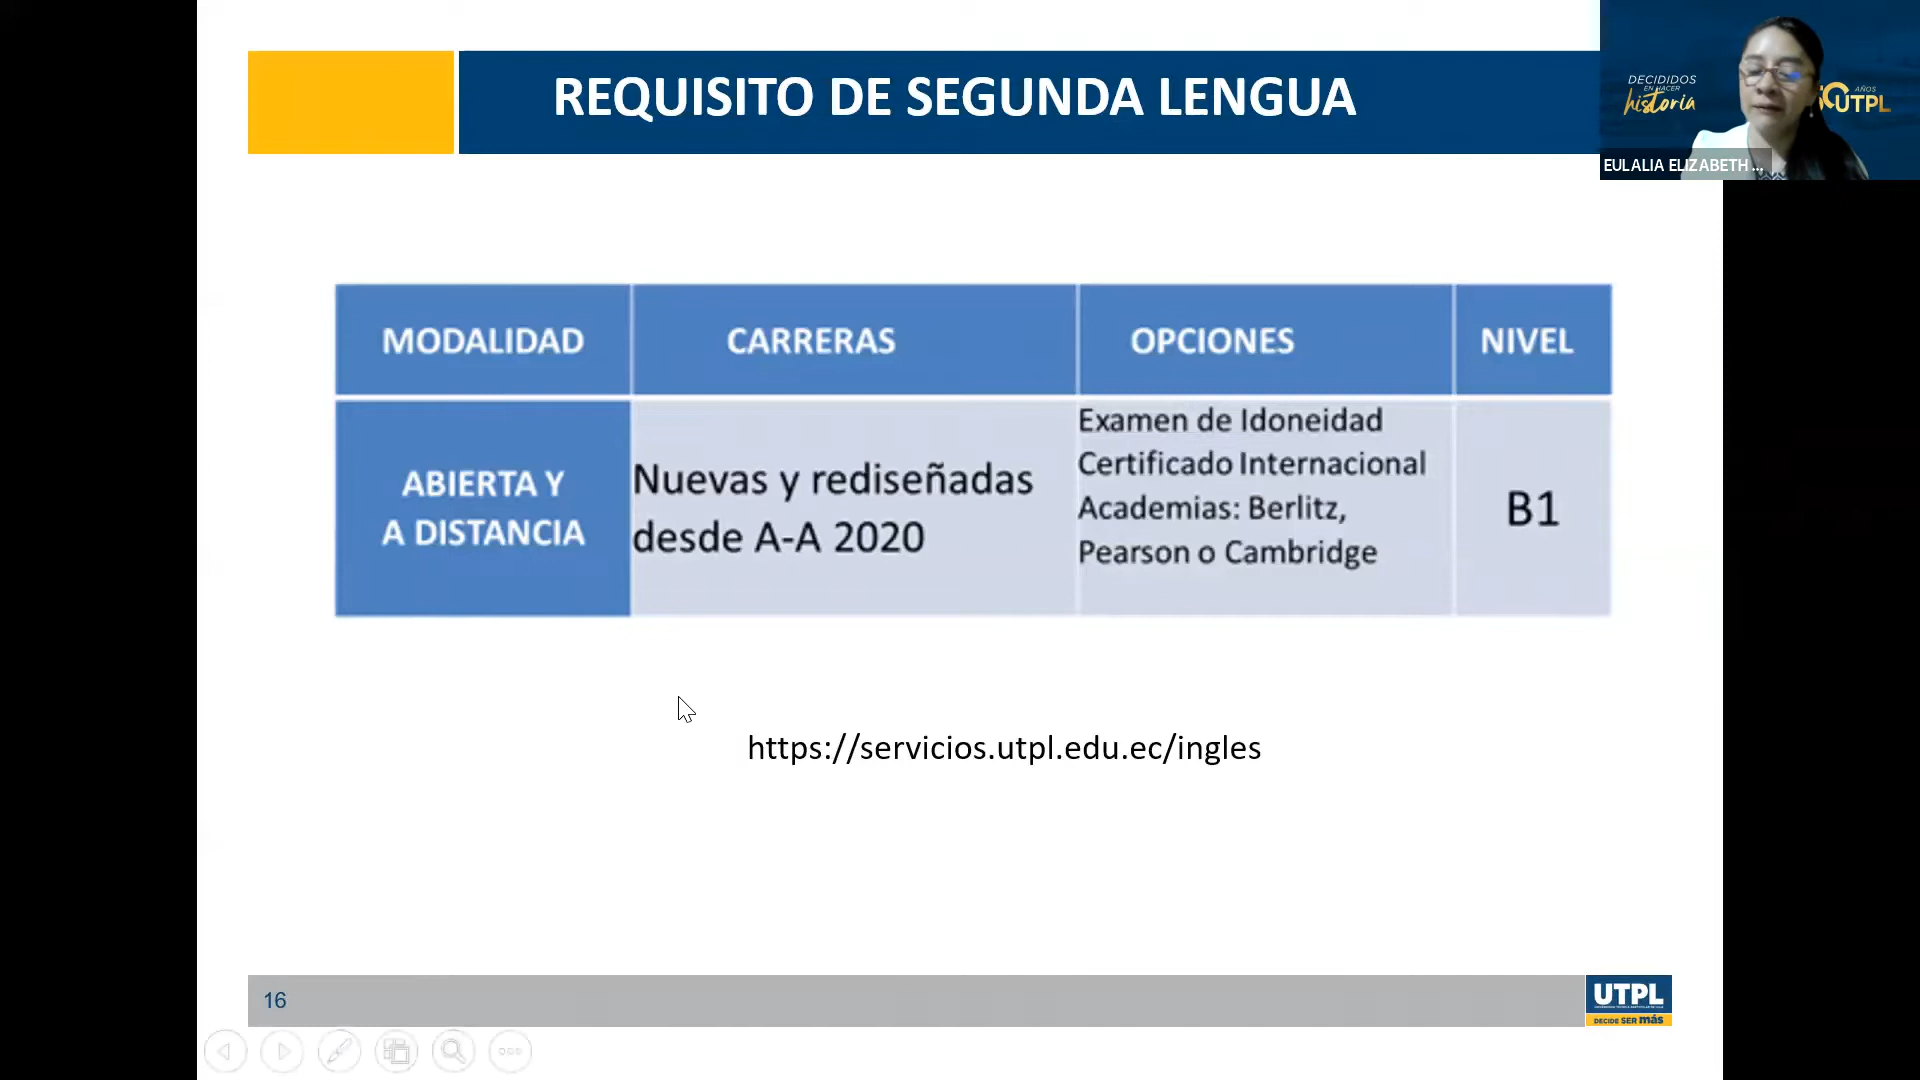 REQUISITO DE SEGUNDA LENGUA
DECIDIDOS
EN HACER
historia
AÑOS
UTPL
EULALIA ELIZABETH ...
MODALIDAD
CARRERAS
OPCIONES
NIVEL
ABIERTA Y
A DISTANCIA
Nuevas y rediseñadas
desde A-A 2020
Examen de Idoneidad
Certificado Internacional
Academias: Berlitz,
Pearson o Cambridge
B1
https://servicios.utpl.edu.ec/ingles
16
UTPL
DECIDE SER más